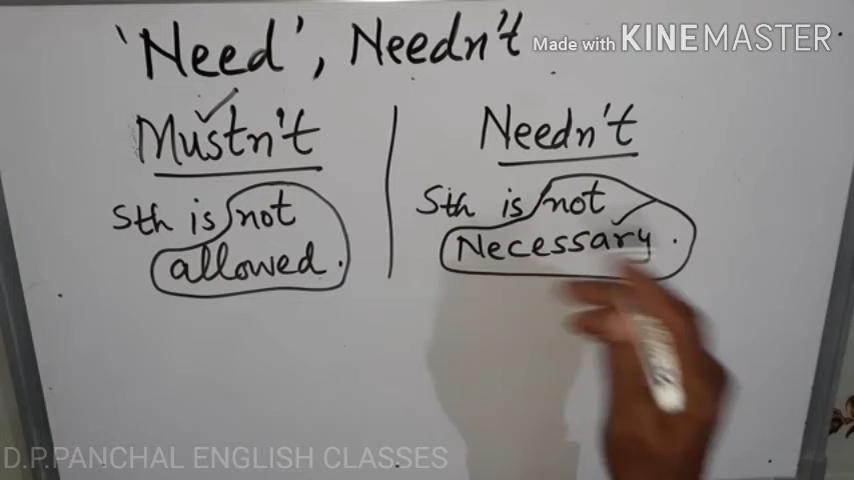 'Need', Needn't
Made with KINEMASTER
Mustn't
Sth is not
allowed.
Needn't
Sth is not
Necessary.
D.P.PANCHAL ENGLISH CLASSES